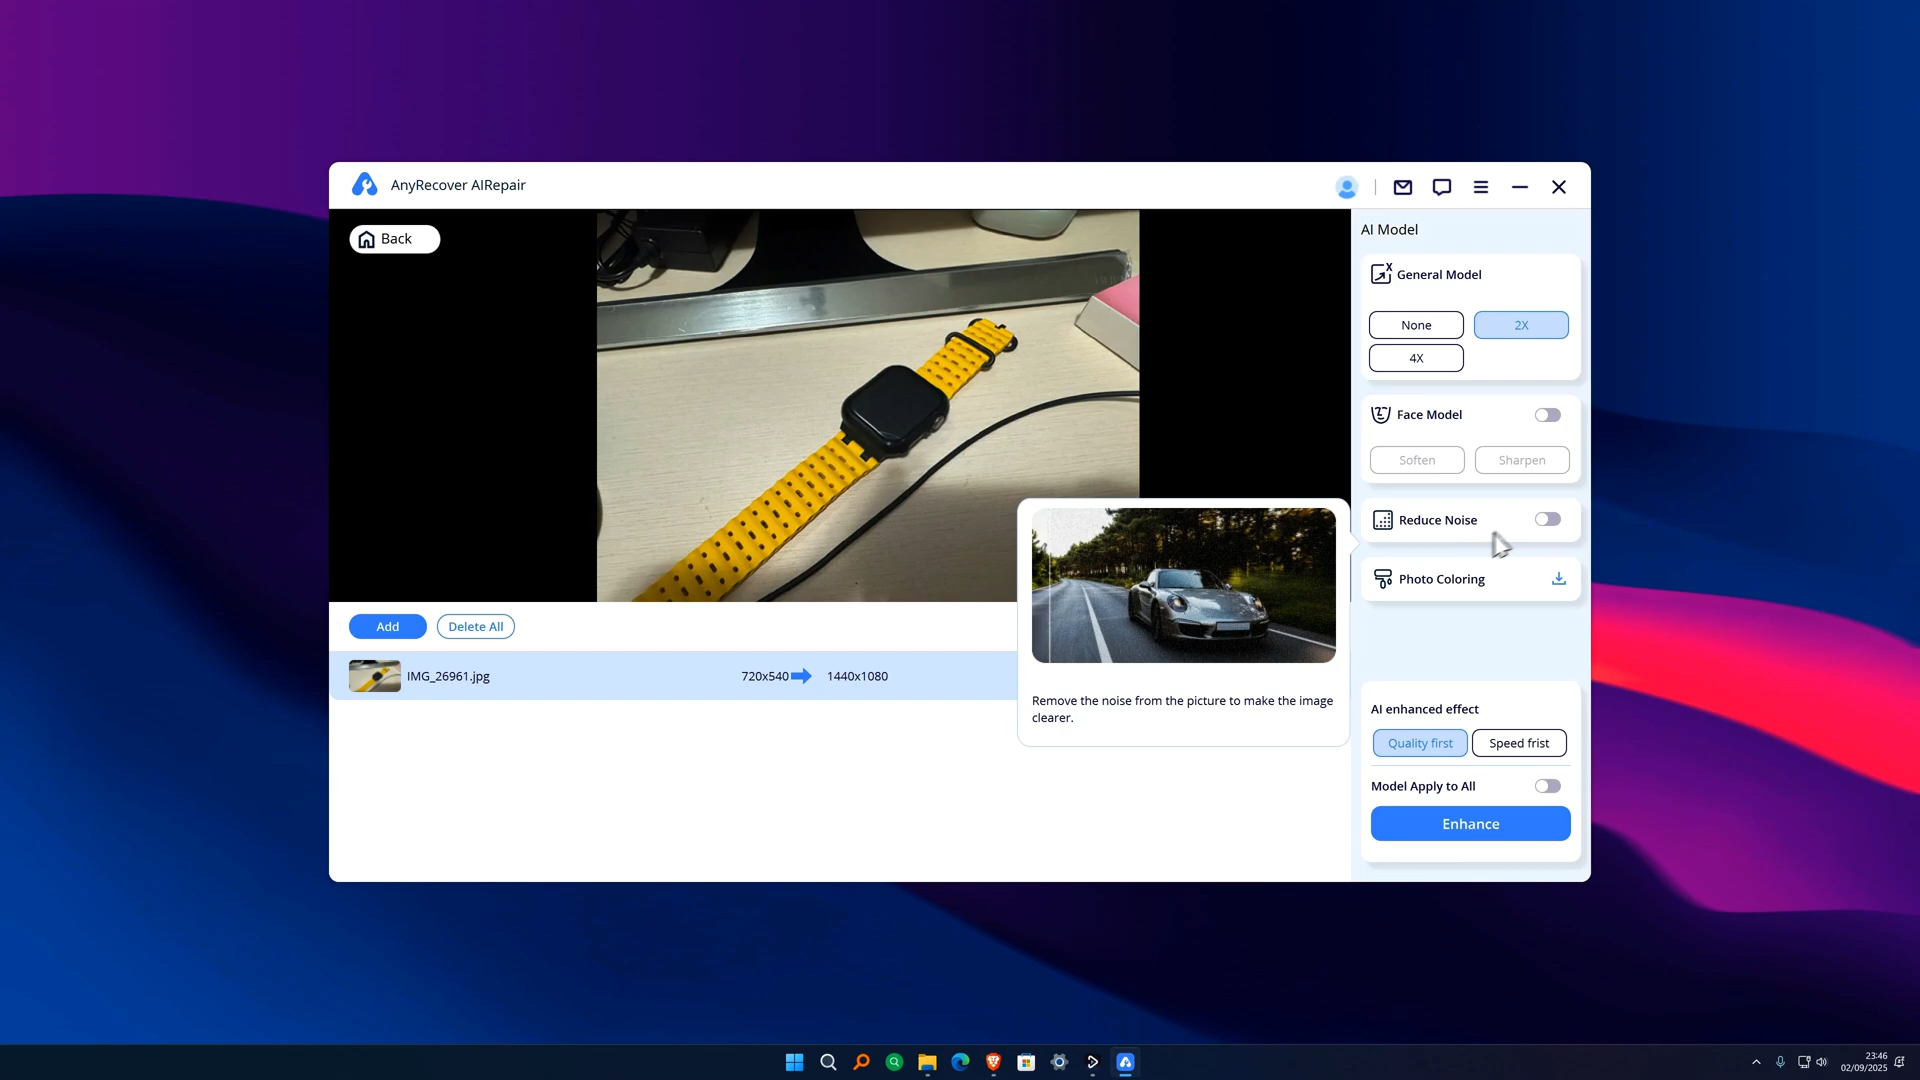 AnyRecover AIRepair
Back
AI Model
General Model
None
2X
4X
Face Model
Soften
Sharpen
Reduce Noise
Photo Coloring
Add
Delete All
IMG_26961.jpg
720x540
1440x1080
Remove the noise from the picture to make the image
clearer.
AI enhanced effect
Quality first
Speed frist
Model Apply to All
Enhance
23:46
02/09/2025